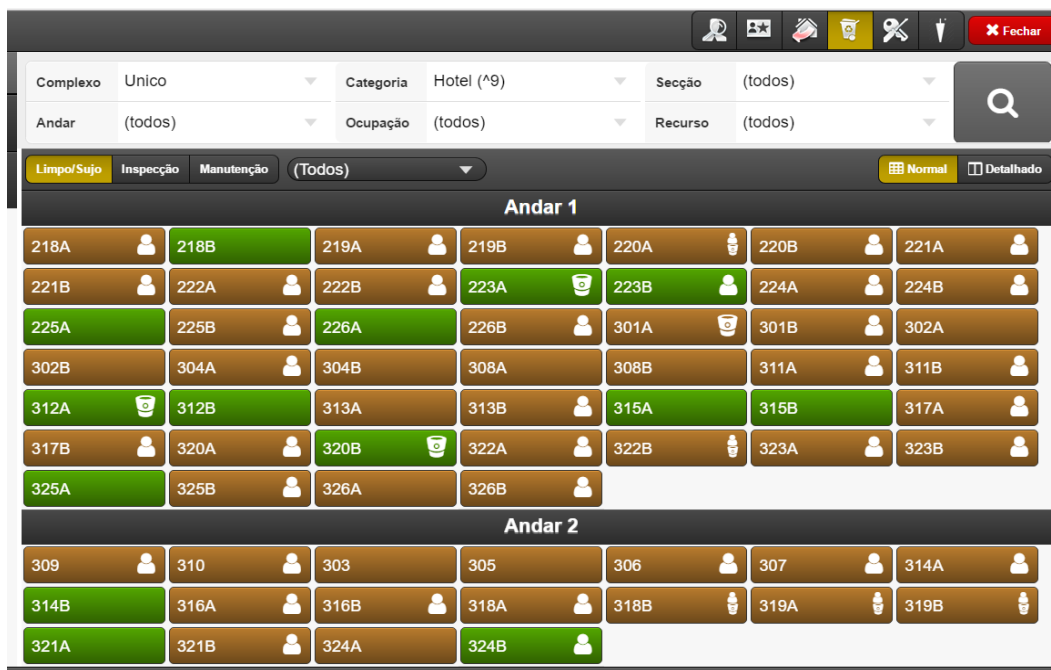 Fechar
Complexo Unico Categoria Hotel (^9) Secção (todos)
Andar (todos) Ocupação (todos) Recurso (todos)
Limpo/Sujo Inspecção Manutenção (Todos) Normal Detalhado
Andar 1
218A 218B 219A 219B 220A 220B 221A
221B 222A 222B 223A 223B 224A 224B
225A 225B 226A 226B 301A 301B 302A
302B 304A 304B 308A 308B 311A 311B
312A 312B 313A 313B 315A 315B 317A
317B 320A 320B 322A 322B 323A 323B
325A 325B 326A 326B
Andar 2
309 310 303 305 306 307 314A
314B 316A 316B 318A 318B 319A 319B
321A 321B 324A 324B